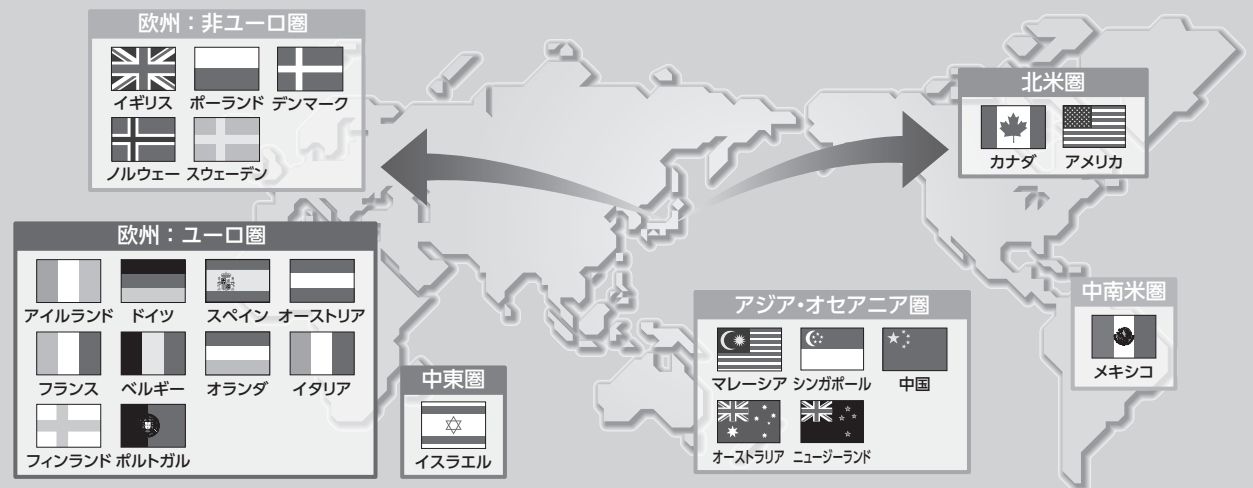 欧州：非ユーロ圏
イギリス ポーランド デンマーク
ノルウェー スウェーデン
北米圏
カナダ アメリカ
欧州：ユーロ圏
アイルランド ドイツ スペイン オーストリア
フランス ベルギー オランダ イタリア
フィンランド ポルトガル
中東圏
イスラエル
アジア・オセアニア圏
マレーシア シンガポール 中国
オーストラリア ニュージーランド
中南米圏
メキシコ